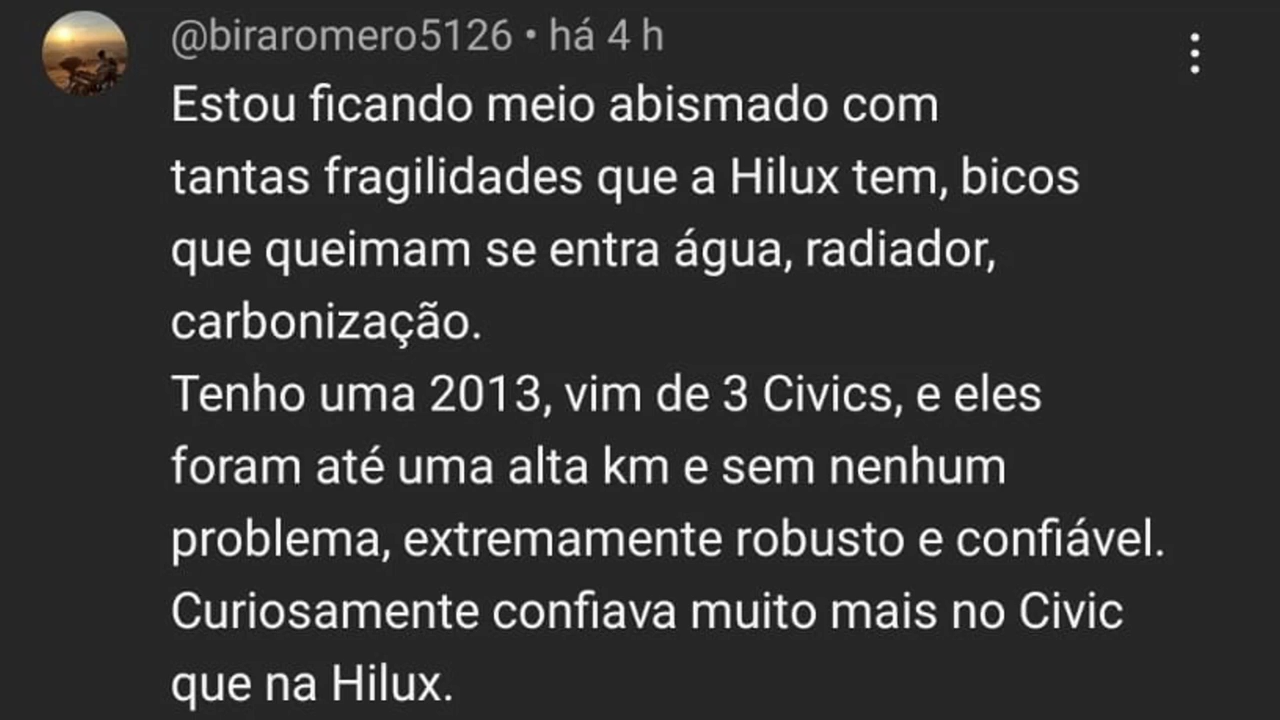 @biraromero5126 • há 4 h
Estou ficando meio abismado com
tantas fragilidades que a Hilux tem, bicos
que queimam se entra água, radiador,
carbonização.
Tenho uma 2013, vim de 3 Civics, e eles
foram até uma alta km e sem nenhum
problema, extremamente robusto e confiável.
Curiosamente confiava muito mais no Civic
que na Hilux.